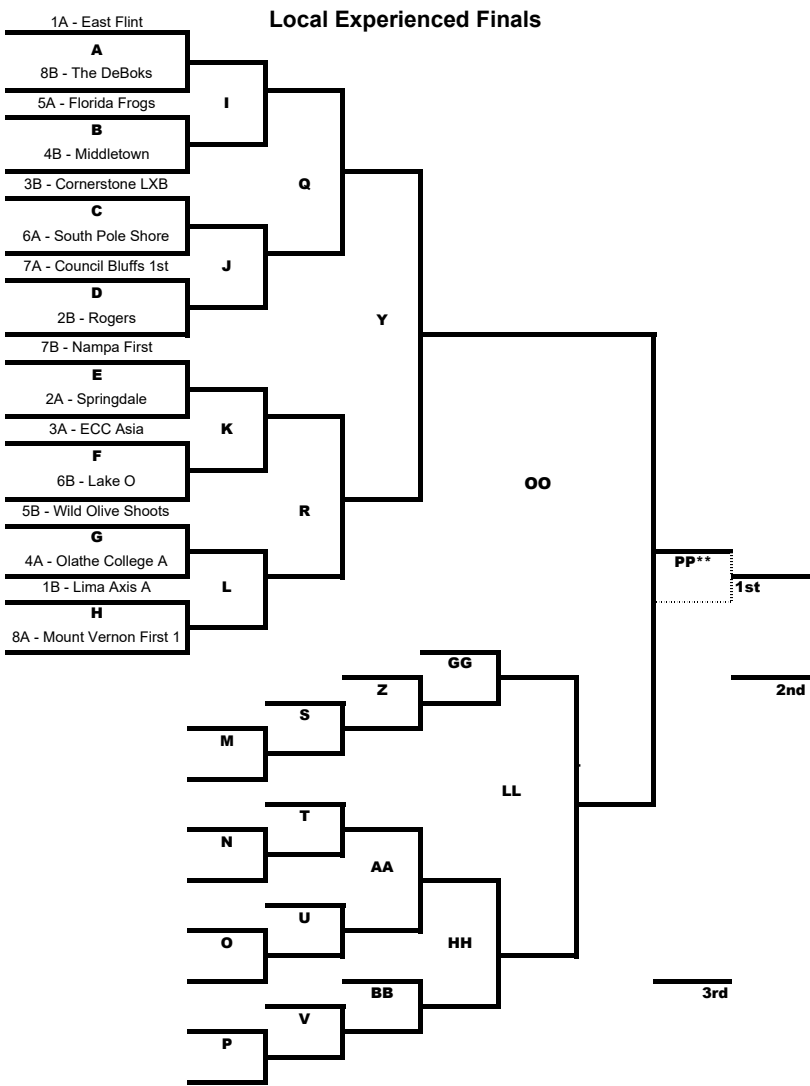 Local Experienced Finals
1A - East Flint
A
8B - The DeBoks
5A - Florida Frogs
I
B
4B - Middletown
3B - Cornerstone LXB
Q
C
6A - South Pole Shore
7A - Council Bluffs 1st
J
D
2B - Rogers
Y
7B - Nampa First
E
2A - Springdale
3A - ECC Asia
K
F
6B - Lake O
OO
5B - Wild Olive Shoots
R
G
4A - Olathe College A
PP**
1B - Lima Axis A
L
1st
H
8A - Mount Vernon First 1
GG
Z
2nd
S
M
LL
T
N
AA
U
O
HH
BB
3rd
V
P